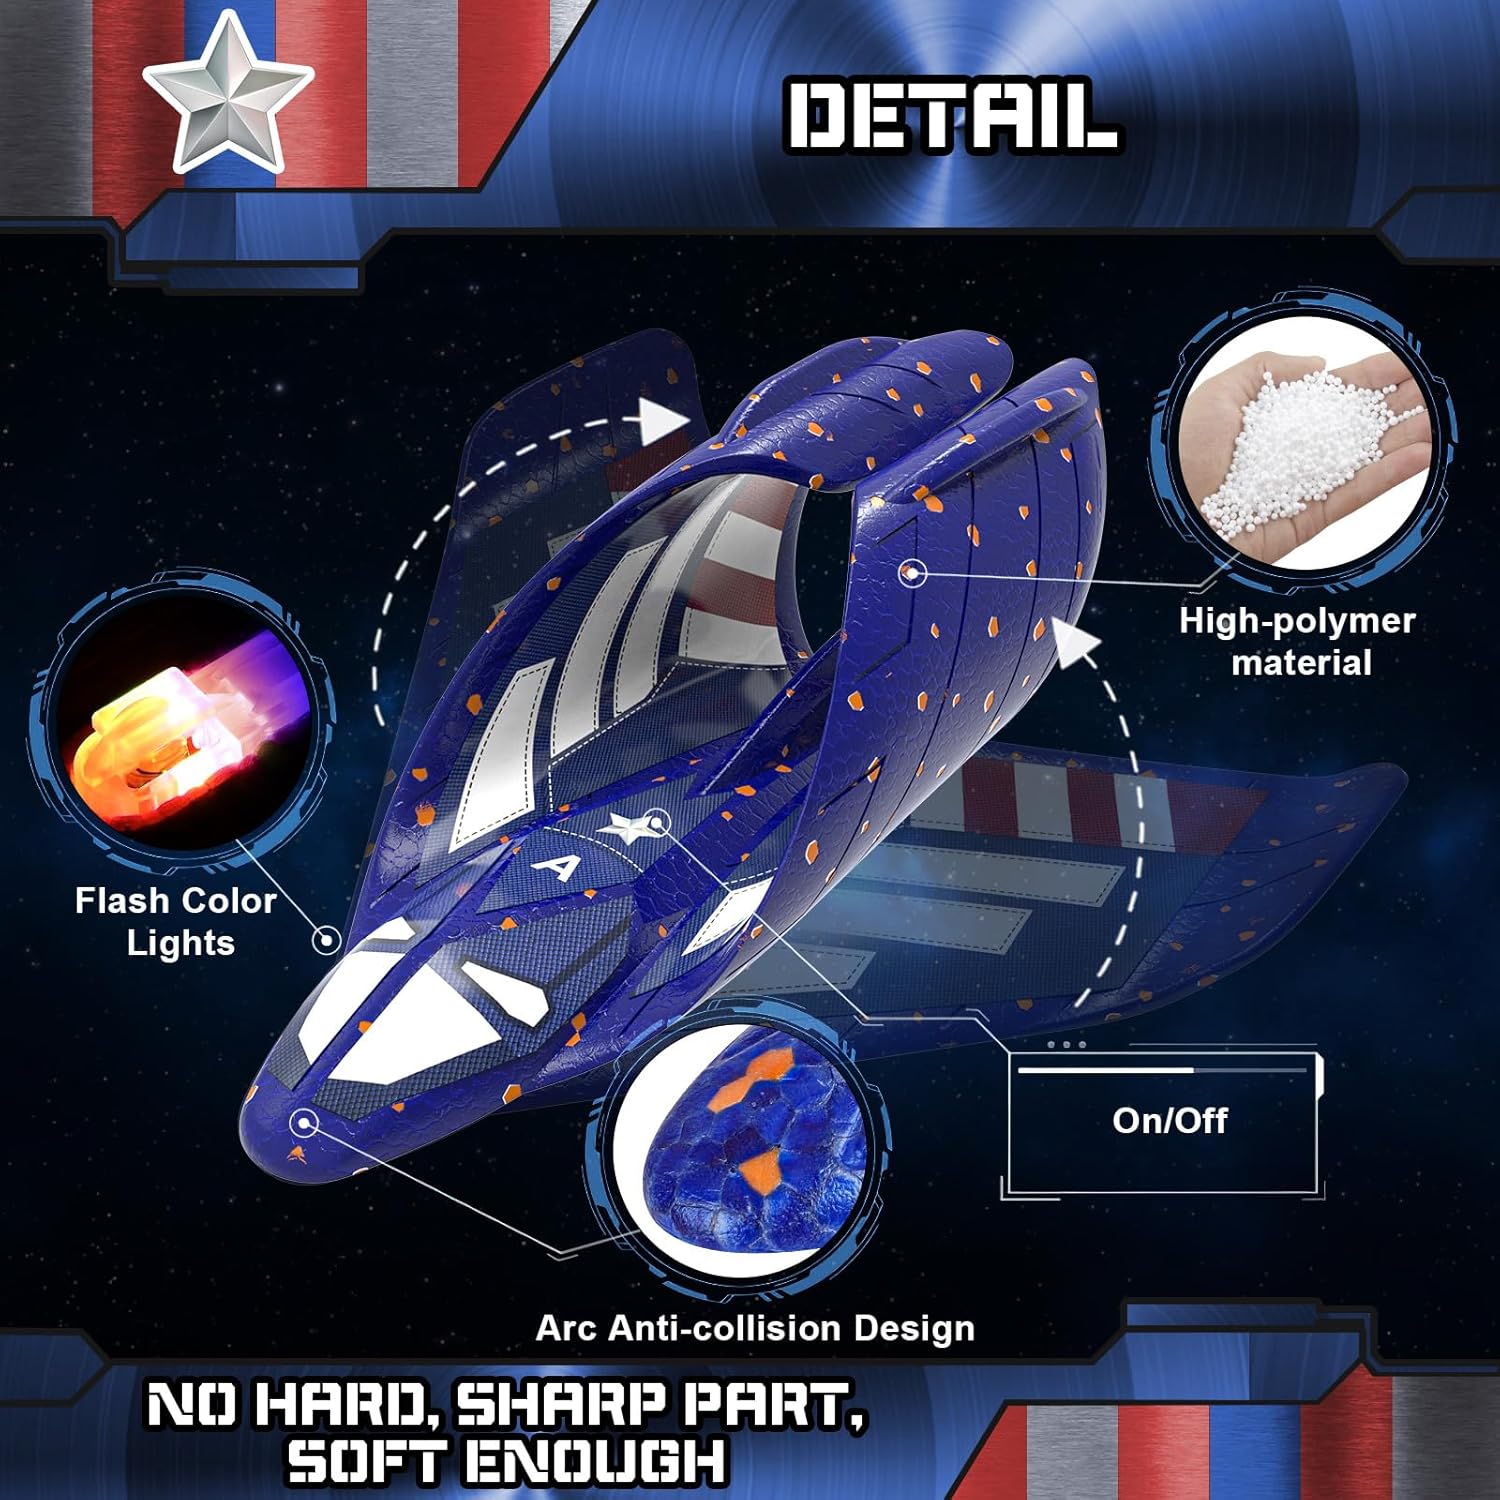 DETAIL
High-polymer
material
Flash Color
Lights
A
On/Off
Arc Anti-collision Design
NO HARD, SHARP PART,
SOFT ENOUGH